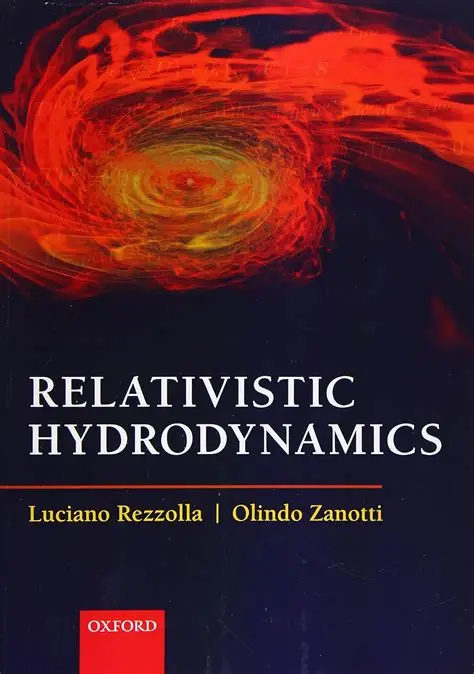 RELATIVISTIC
HYDRODYNAMICS
Luciano Rezzolla | Olindo Zanotti
OXFORD